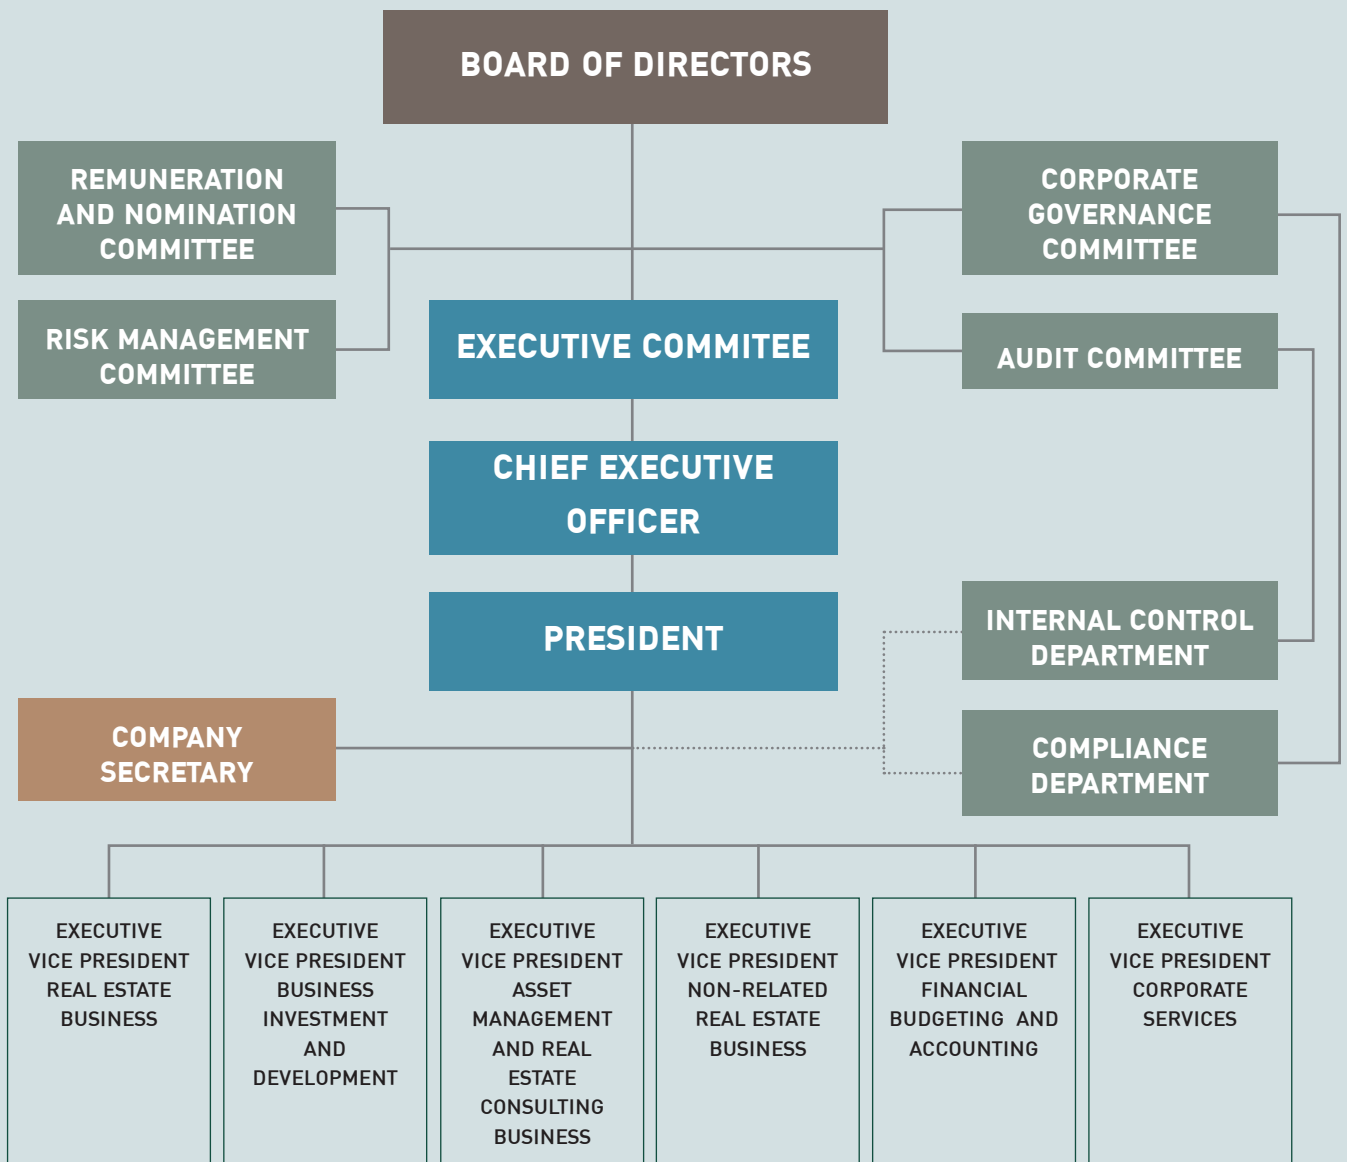 BOARD OF DIRECTORS
REMUNERATION
AND NOMINATION
COMMITTEE
CORPORATE
GOVERNANCE
COMMITTEE
RISK MANAGEMENT
COMMITTEE
EXECUTIVE COMMITEE
AUDIT COMMITTEE
CHIEF EXECUTIVE
OFFICER
PRESIDENT
INTERNAL CONTROL
DEPARTMENT
COMPANY
SECRETARY
COMPLIANCE
DEPARTMENT
EXECUTIVE
VICE PRESIDENT
REAL ESTATE
BUSINESS
EXECUTIVE
VICE PRESIDENT
BUSINESS
INVESTMENT
AND
DEVELOPMENT
EXECUTIVE
VICE PRESIDENT
ASSET
MANAGEMENT
AND REAL
ESTATE
CONSULTING
BUSINESS
EXECUTIVE
VICE PRESIDENT
NON-RELATED
REAL ESTATE
BUSINESS
EXECUTIVE
VICE PRESIDENT
FINANCIAL
BUDGETING AND
ACCOUNTING
EXECUTIVE
VICE PRESIDENT
CORPORATE
SERVICES